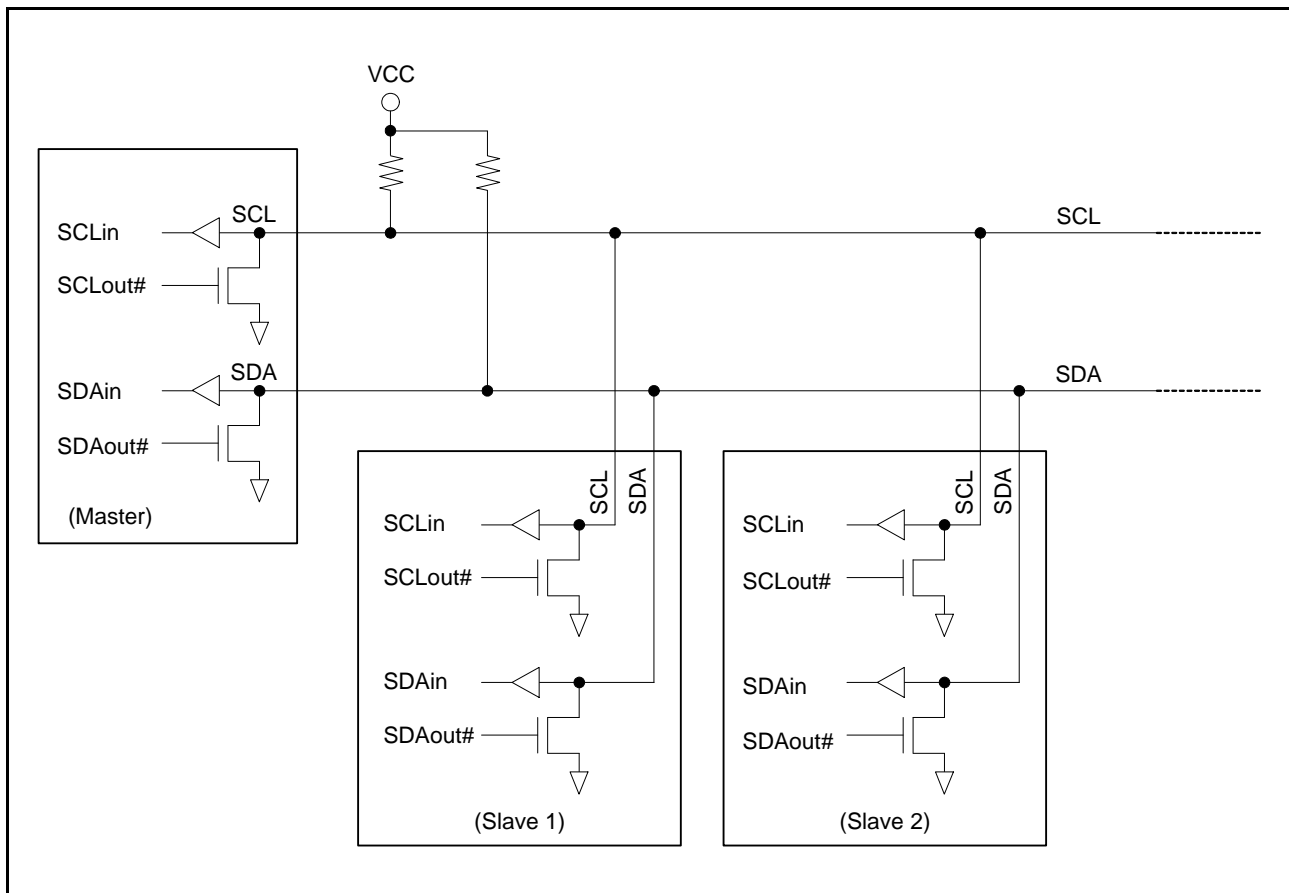 VCC
SCL
SCLin
SCL
SCLout#
SDA
SDAin
SDA
SDAout#
(Master)
SCL
SDA
SCLin
SCLout#
SDAin
SDAout#
(Slave 1)
SCL
SDA
SCLin
SCLout#
SDAin
SDAout#
(Slave 2)